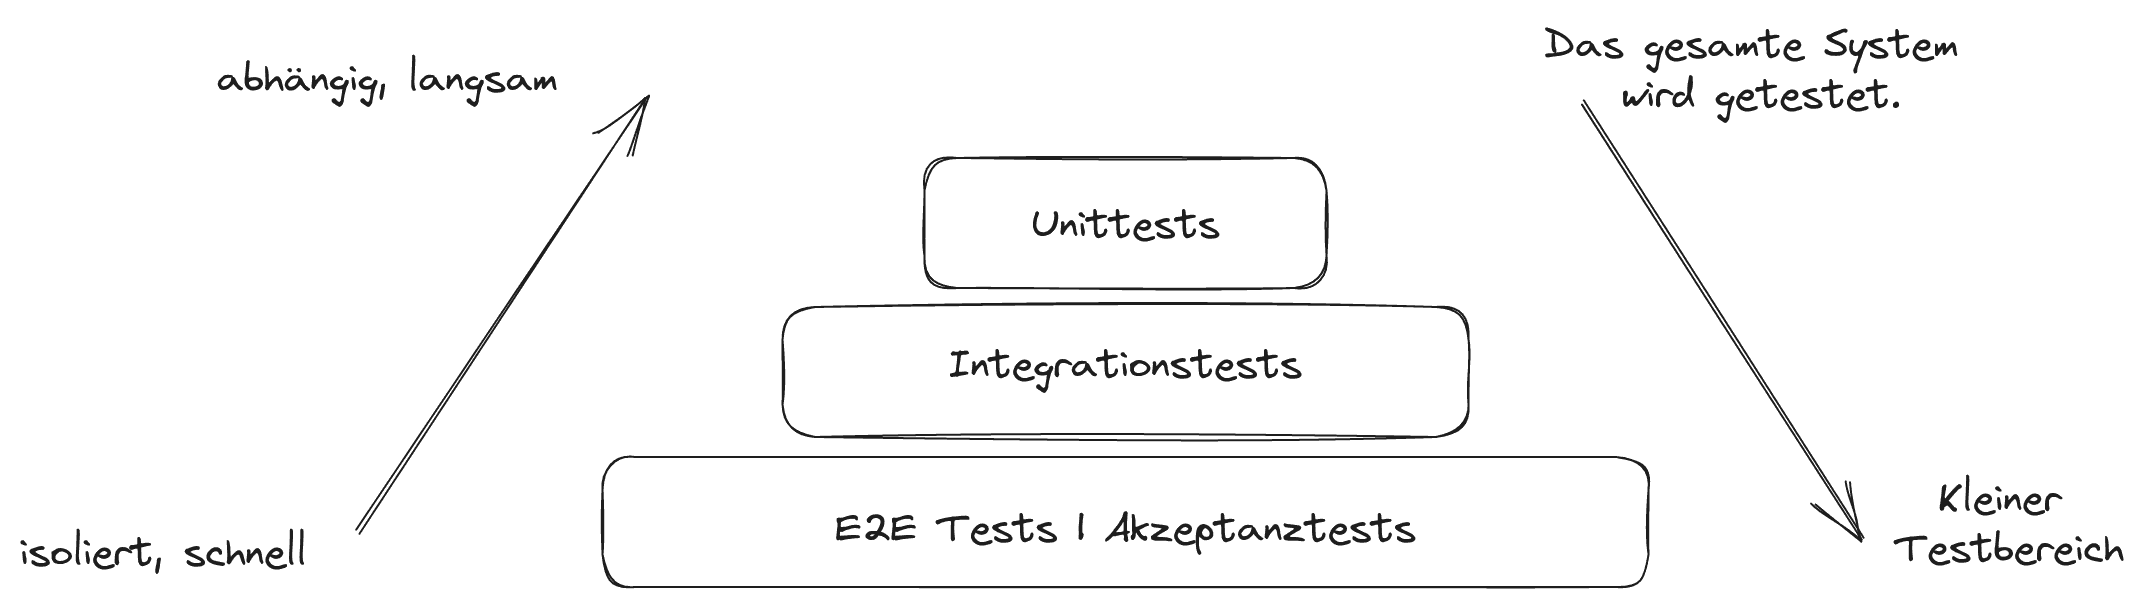 abhängig, langsam
Das gesamte System
wird getestet.
Unittests
Integrationstests
E2E Tests | Akzeptanztests
isoliert, schnell
Kleiner
Testbereich